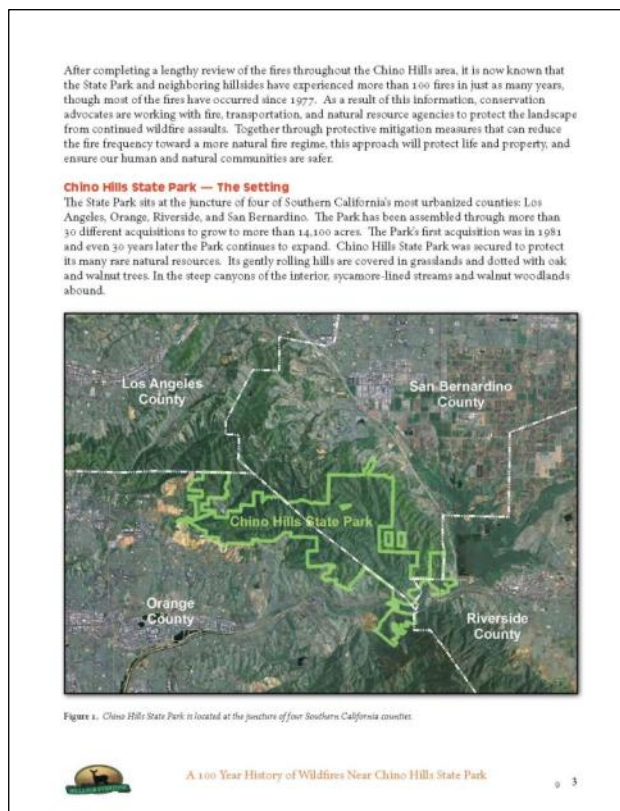 After completing a lengthy review of the fires throughout the Chino Hills area, it is now known that
the State Park and neighboring hillsides have experienced more than 100 fires in just as many years,
though most of the fires have occurred since 1977. As a result of this information, conservation
advocates are working with fire, transportation, and natural resource agencies to protect the landscape
from continued wildfire assaults. Together through protective mitigation measures that can reduce
the fire frequency toward a more natural fire regime, this approach will protect life and property, and
ensure our human and natural communities are safer.
Chino Hills State Park — The Setting
The State Park sits at the juncture of four of Southern California's most urbanized counties: Los
Angeles, Orange, Riverside, and San Bernardino. The Park has been assembled through more than
30 different acquisitions to grow to more than 14,100 acres. The Park's first acquisition was in 1981
and even 30 years later the Park continues to expand. Chino Hills State Park was secured to protect
its many rare natural resources. Its gently rolling hills are covered in grasslands and dotted with oak
and walnut trees. In the steep canyons of the interior, sycamore-lined streams and walnut woodlands
abound.
Los Angeles
County
San Bernardino
County
Chino Hills State Park
Orange
County
Riverside
County
Figure 1. Chino Hills State Park is located at the juncture of four Southern California counties
A 100 Year History of Wildfires Near Chino Hills State Park
9 3